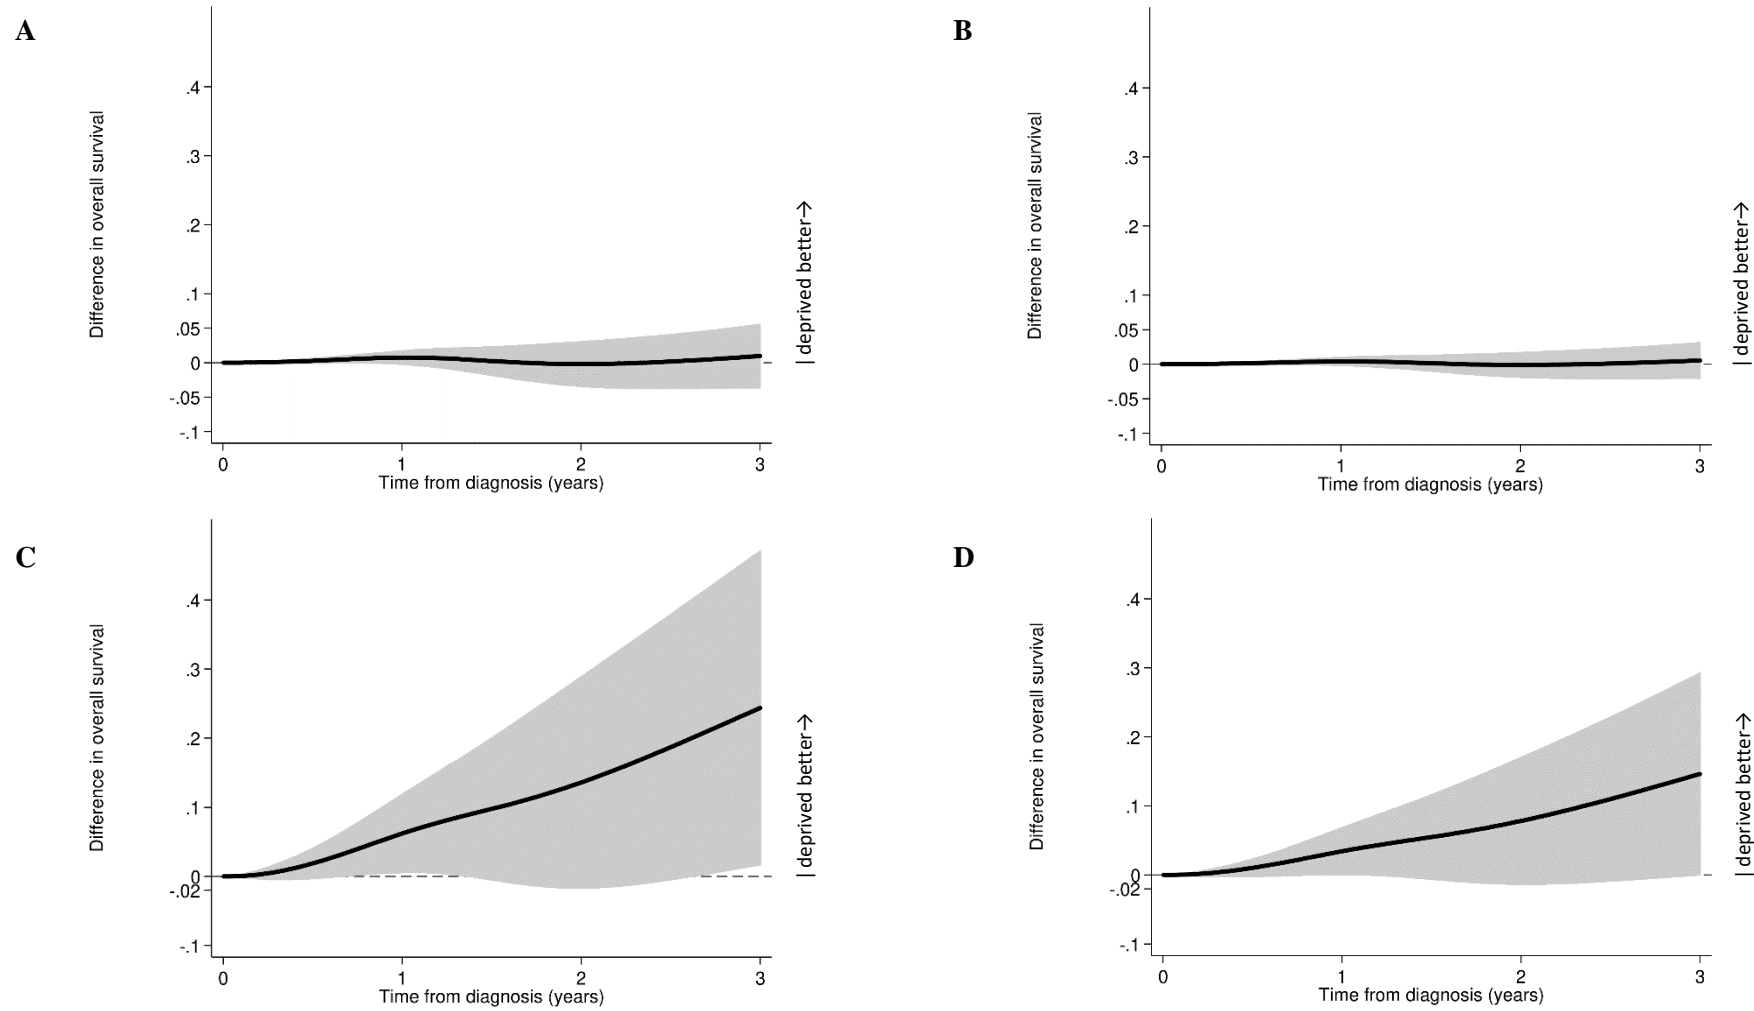 A
Difference in overall survival
.4
.3
.2
.1
.05
0
-.05
-.1
0 1 2 3
Time from diagnosis (years)
| deprived better→
B
Difference in overall survival
.4
.3
.2
.1
.05
0
-.05
-.1
0 1 2 3
Time from diagnosis (years)
| deprived better→
C
Difference in overall survival
.4
.3
.2
.1
0
-.02
-.1
0 1 2 3
Time from diagnosis (years)
| deprived better→
D
Difference in overall survival
.4
.3
.2
.1
0
-.02
-.1
0 1 2 3
Time from diagnosis (years)
| deprived better→